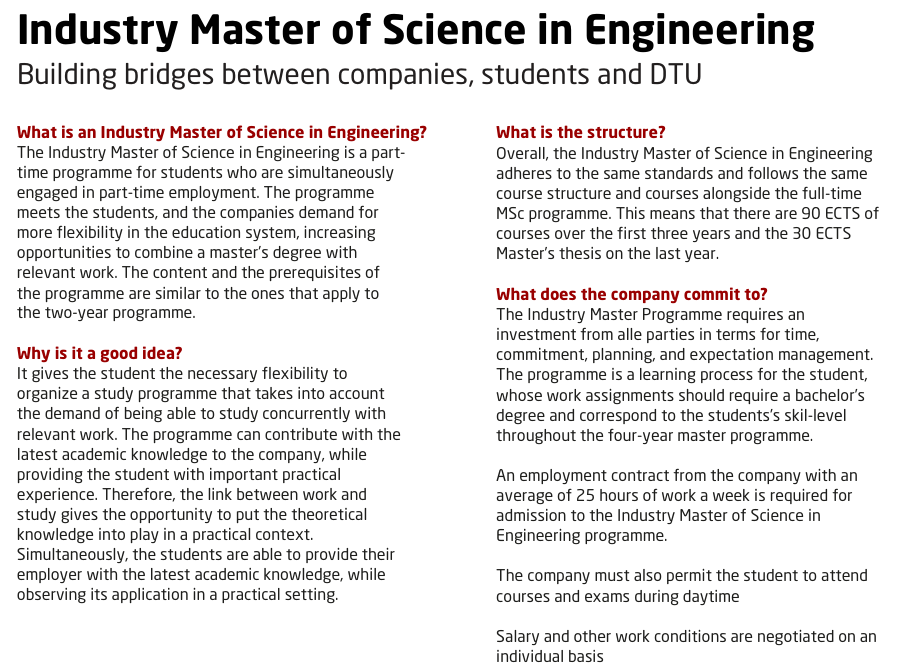 Industry Master of Science in Engineering
Building bridges between companies, students and DTU
What is an Industry Master of Science in Engineering?
The Industry Master of Science in Engineering is a part-
time programme for students who are simultaneously
engaged in part-time employment. The programme
meets the students, and the companies demand for
more flexibility in the education system, increasing
opportunities to combine a master's degree with
relevant work. The content and the prerequisites of
the programme are similar to the ones that apply to
the two-year programme.
Why is it a good idea?
It gives the student the necessary flexibility to
organize a study programme that takes into account
the demand of being able to study concurrently with
relevant work. The programme can contribute with the
latest academic knowledge to the company, while
providing the student with important practical
experience. Therefore, the link between work and
study gives the opportunity to put the theoretical
knowledge into play in a practical context.
Simultaneously, the students are able to provide their
employer with the latest academic knowledge, while
observing its application in a practical setting.
What is the structure?
Overall, the Industry Master of Science in Engineering
adheres to the same standards and follows the same
course structure and courses alongside the full-time
MSc programme. This means that there are 90 ECTS of
courses over the first three years and the 30 ECTS
Master's thesis on the last year.
What does the company commit to?
The Industry Master Programme requires an
investment from alle parties in terms for time,
commitment, planning, and expectation management.
The programme is a learning process for the student,
whose work assignments should require a bachelor's
degree and correspond to the students's skil-level
throughout the four-year master programme.
An employment contract from the company with an
average of 25 hours of work a week is required for
admission to the Industry Master of Science in
Engineering programme.
The company must also permit the student to attend
courses and exams during daytime
Salary and other work conditions are negotiated on an
individual basis